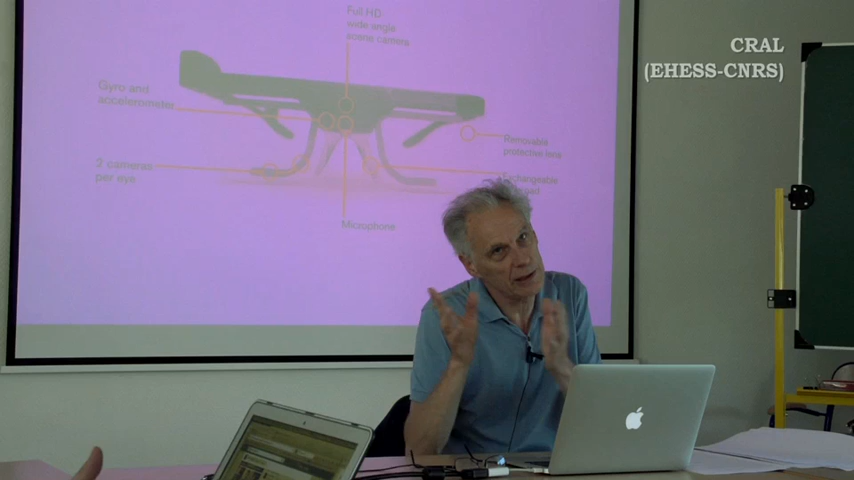 Full HD
wide angle
scene camera
CRAL
(EHESS-CNRS)
Gyro and
accelerometer
Removable
protective lens
2 cameras
per eye
Exchangeable
Microphone